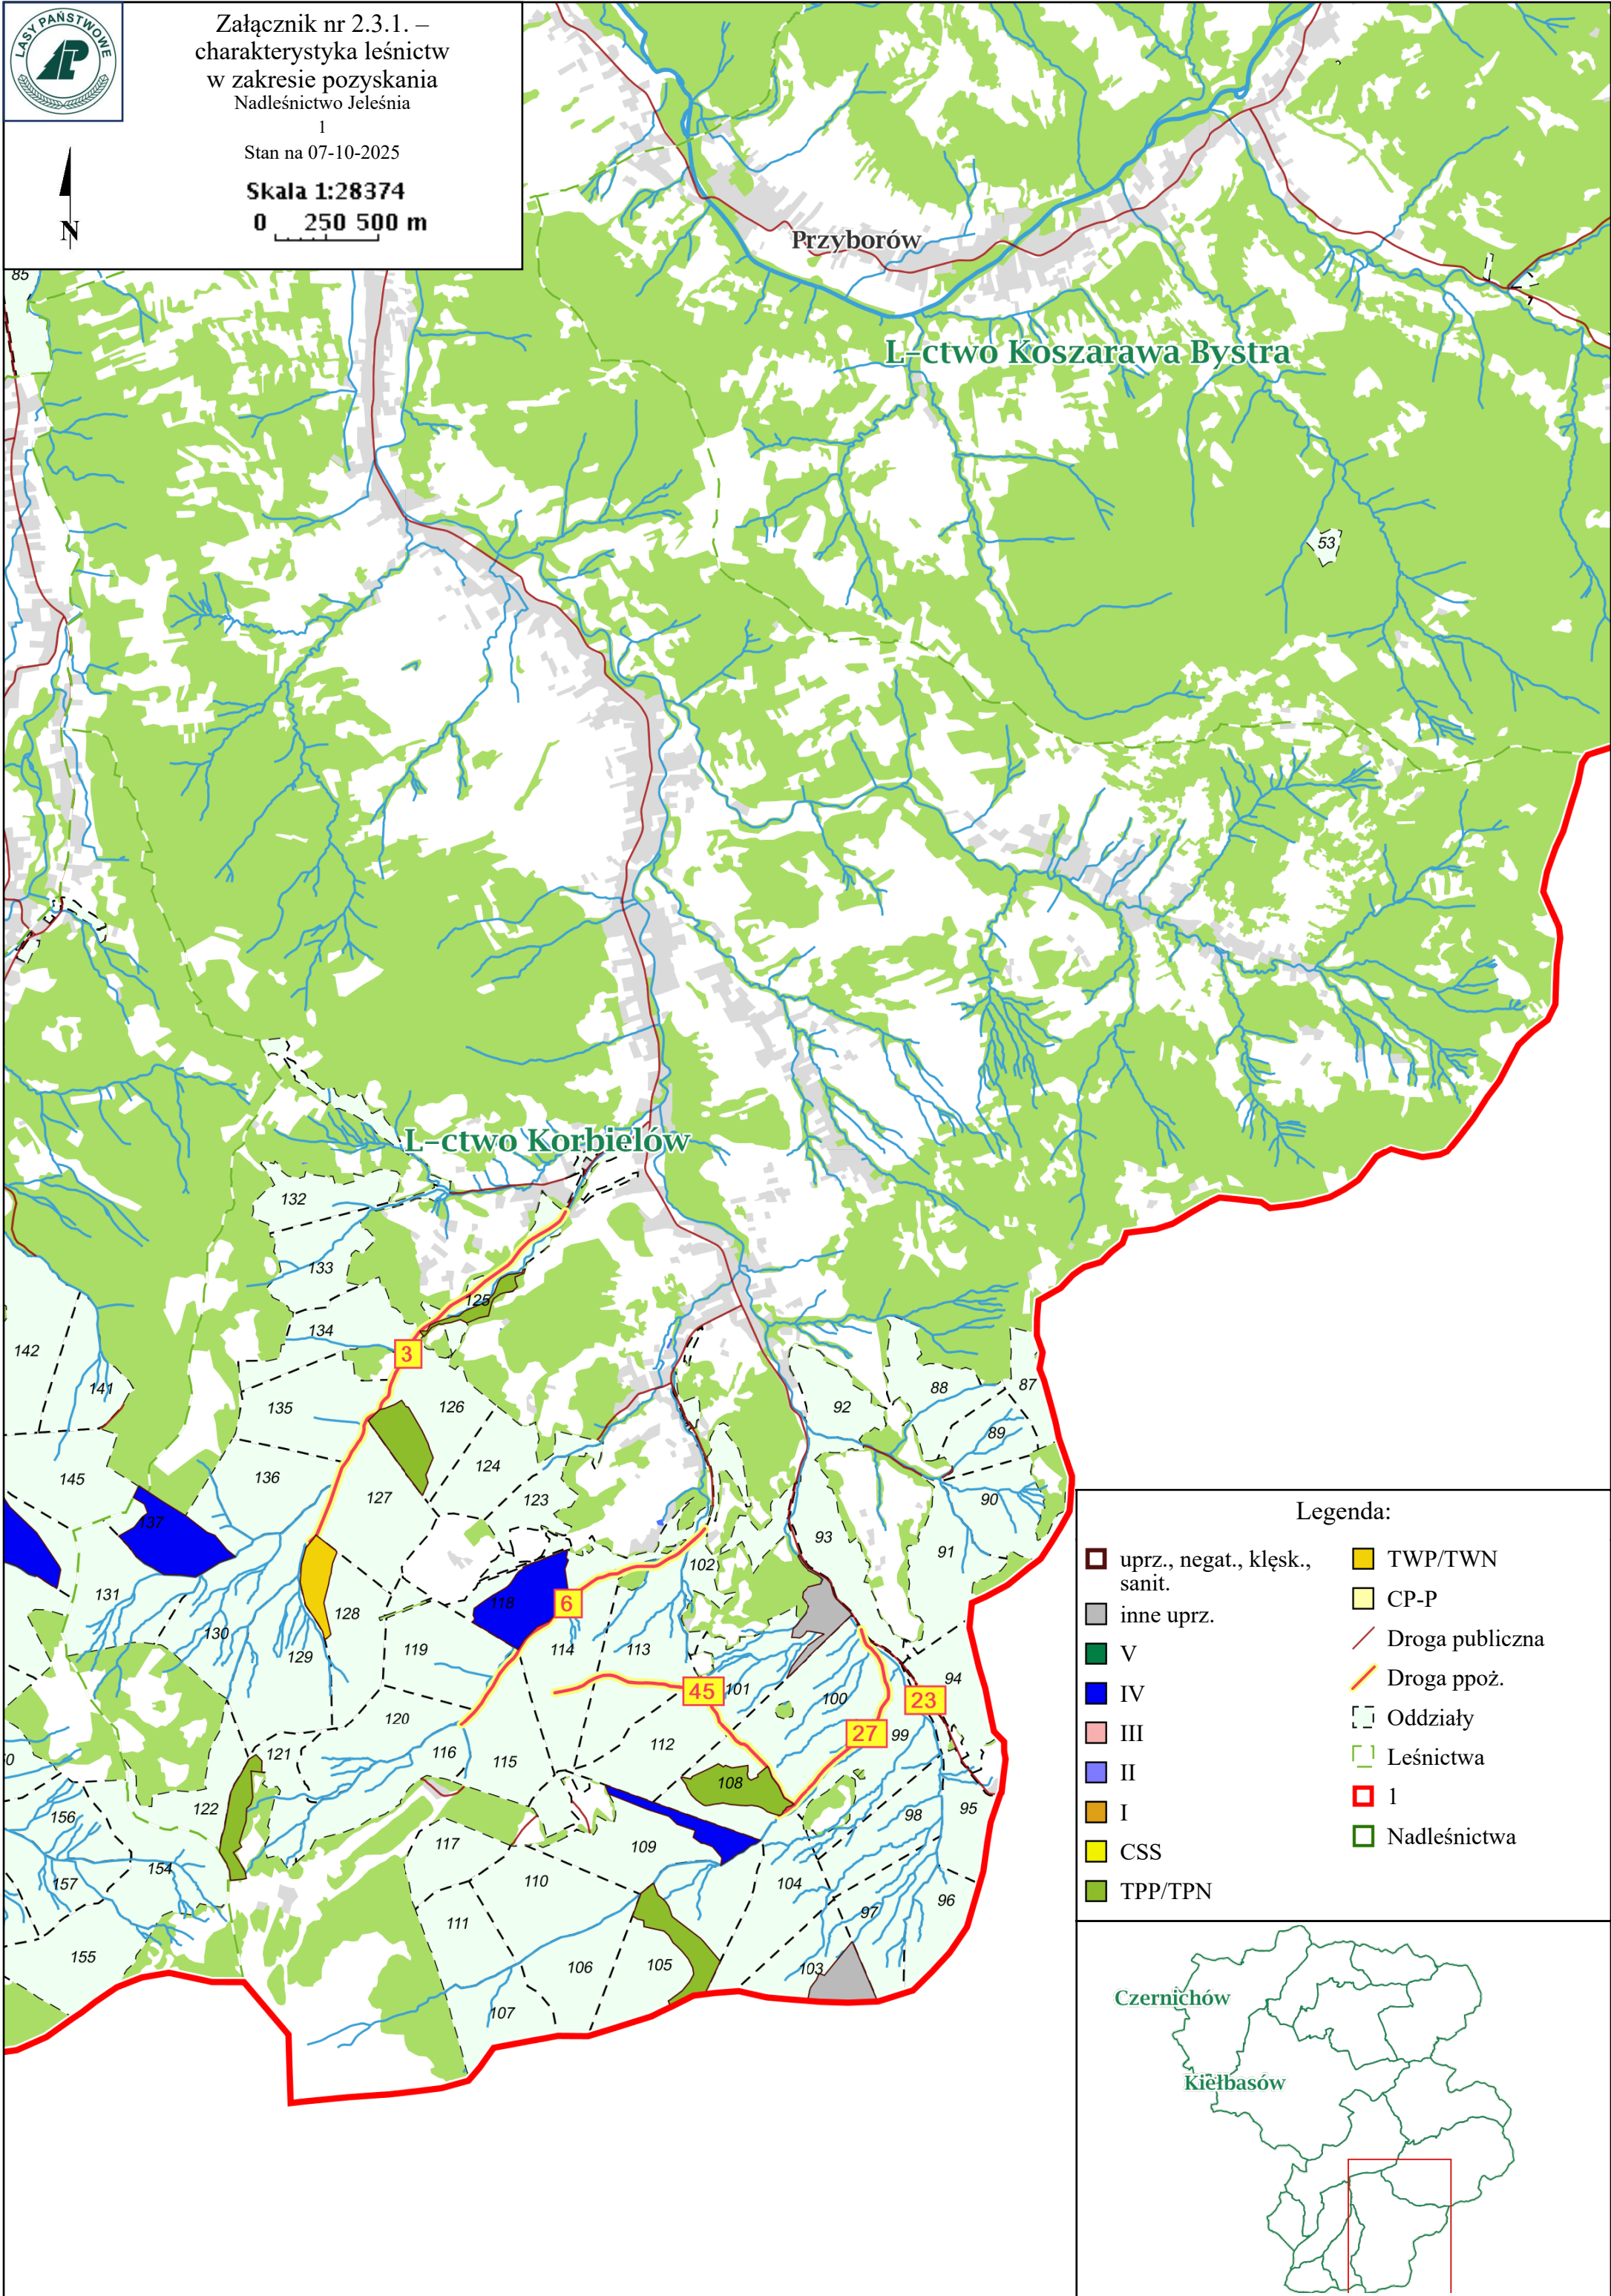 LASY PAŃSTWOWE
Załącznik nr 2.3.1. –
charakterystyka leśnictw
w zakresie pozyskania
Nadleśnictwo Jeleśnia
1
Stan na 07-10-2025
Skala 1:28374
0 250 500 m
N
85
Przyborów
L-ctwo Koszarawa Bystra
53
L-ctwo Korbielów
132
133
125
134
3
142
141
135
126
92
88
87
89
145
136
127
124
123
90
137
93
91
102
131
118
6
128
130
129
119
114
113
94
45
101
100
23
120
27
99
121
116
115
112
108
122
156
95
98
117
109
154
157
110
104
96
111
97
155
106
105
103
107
Legenda:
uprz., negat., klęsk.,
sanit.
inne uprz.
V
IV
III
II
I
CSS
TPP/TPN
TWP/TWN
CP-P
Droga publiczna
Droga ppoż.
Oddziały
Leśnictwa
1
Nadleśnictwa
Czernichów
Kiełbasów